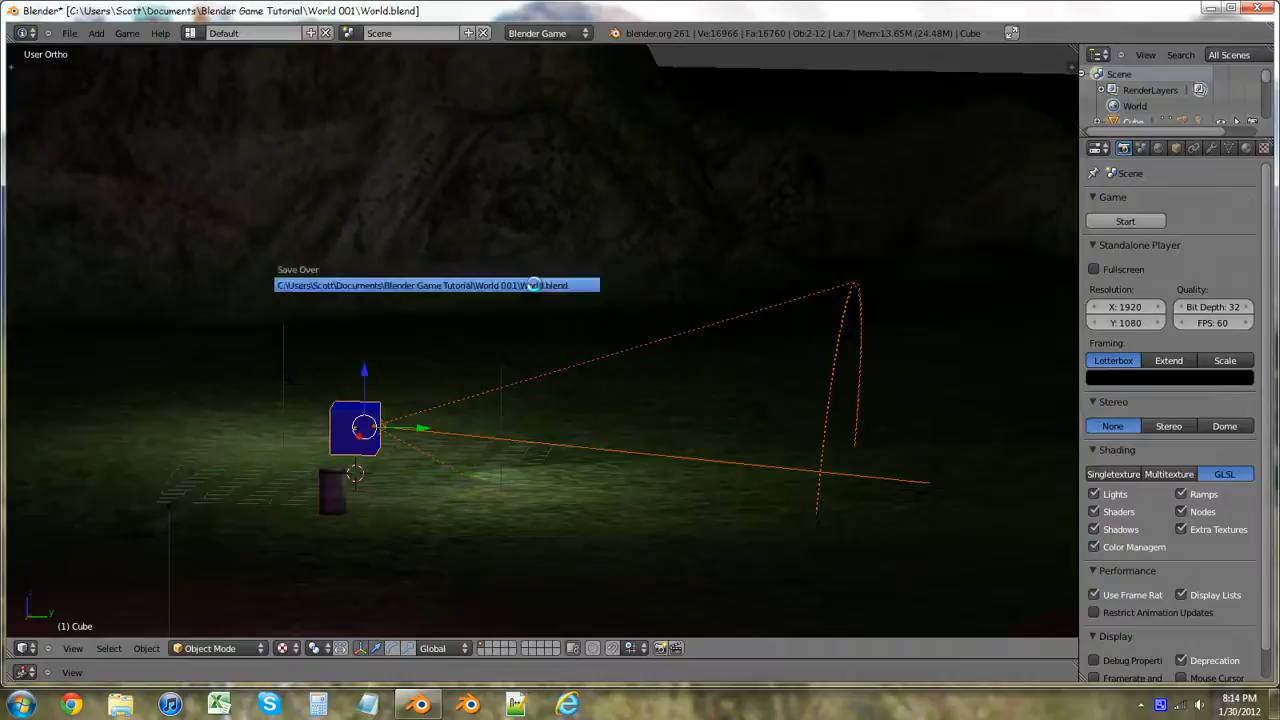 Blender* [C:\Users\Scott\Documents\Blender Game Tutorial\World 001\World.blend]
File Add Game Help Default Scene Blender Game blender.org 261 | Ve:16966 | Fa:16760 | Ob:2-12 | La:7 | Mem:13.65M (24.48M) | Cube
User Ortho
View Search All Scenes
Scene
RenderLayers
World
Cube
Scene
Game
Start
Standalone Player
Fullscreen
Resolution: Quality:
X: 1920 Bit Depth: 32
Y: 1080 FPS: 60
Framing:
Letterbox Extend Scale
Stereo
None Stereo Dome
Shading
Singletexture Multitexture GLSL
Lights Ramps
Shaders Nodes
Shadows Extra Textures
Color Managem
Performance
Use Frame Rat Display Lists
Restrict Animation Updates
Display
Debug Properti Deprecation
Framerate and Mouse Cursor
Save Over
C:\Users\Scott\Documents\Blender Game Tutorial\World 001\World.blend
(1) Cube
View Select Object Object Mode Global
View
8:14 PM
1/30/2012